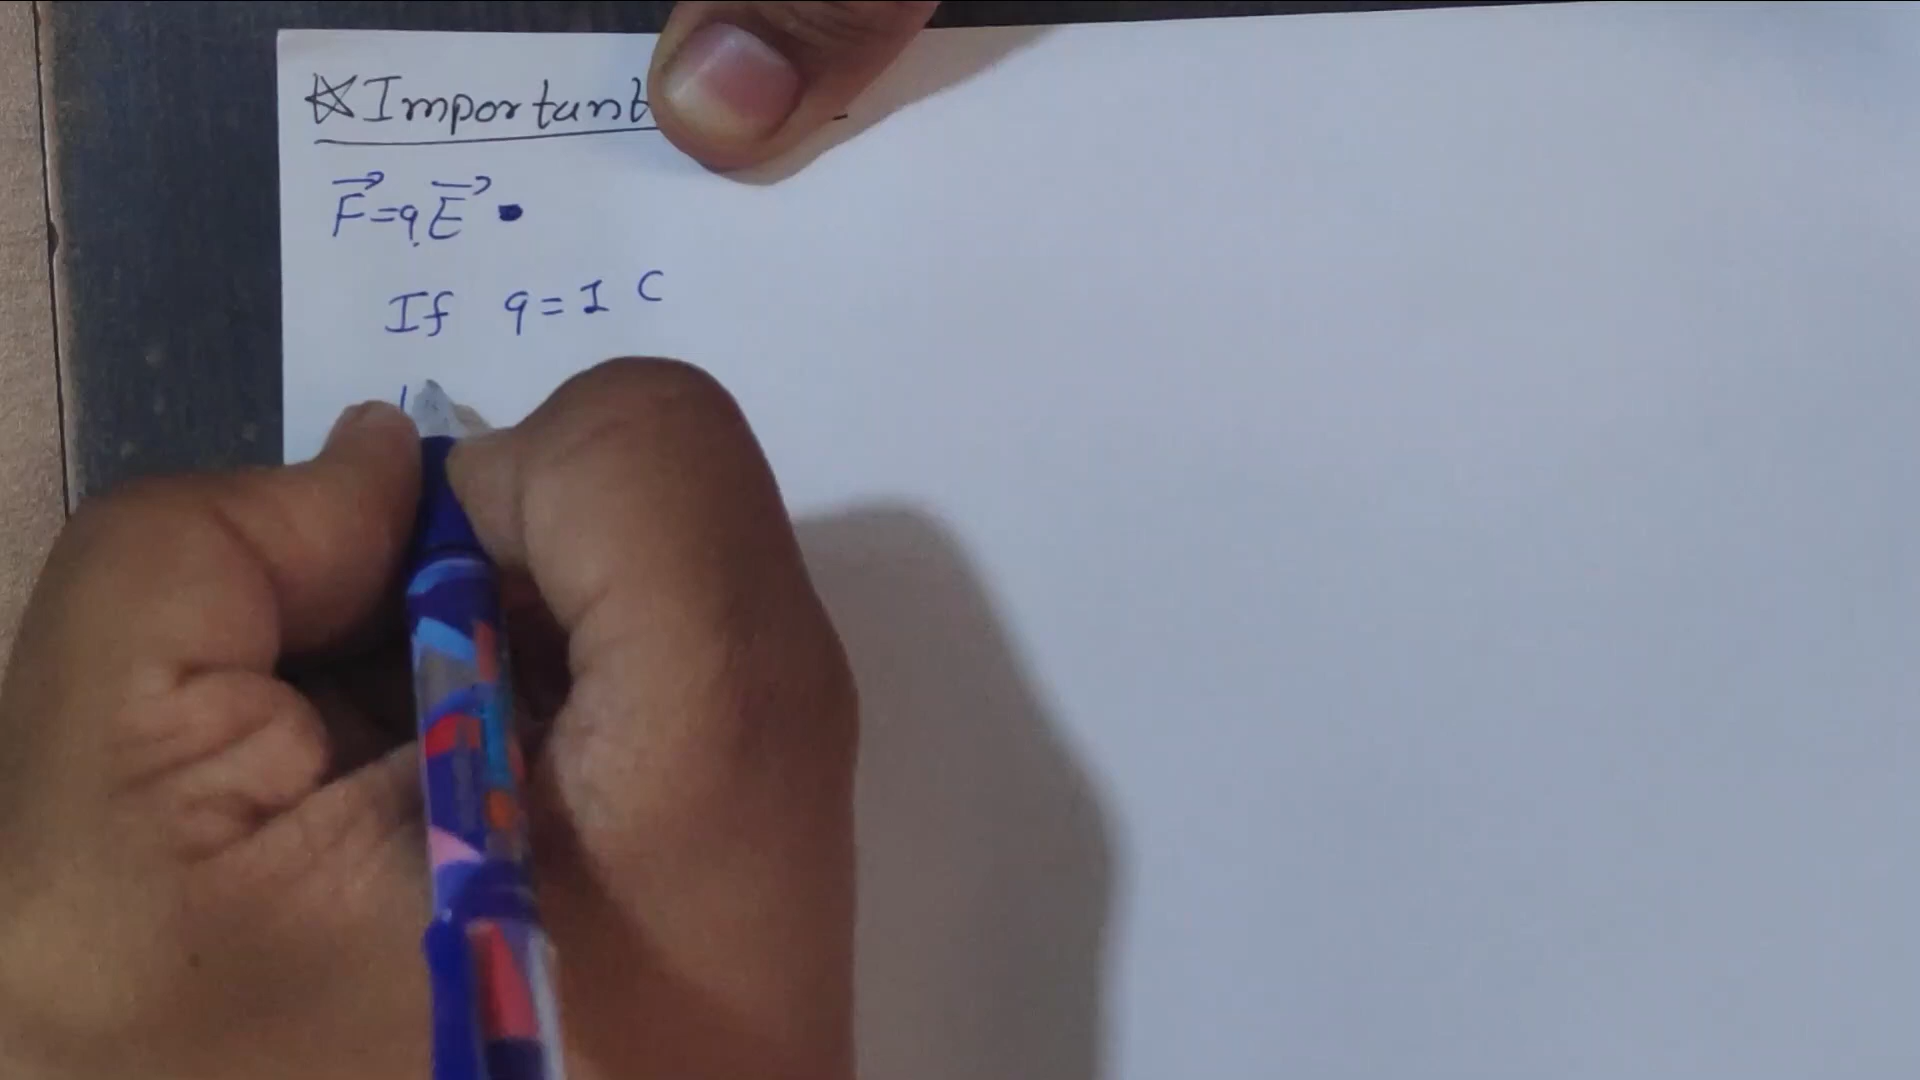 ☆ Important
F⃗ = qE⃗
If q = 1 C